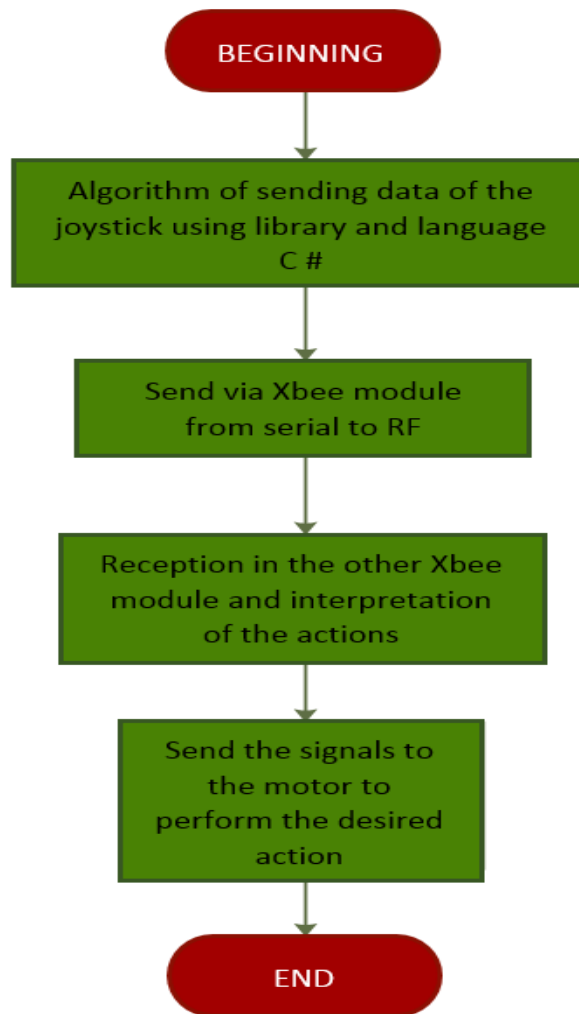 BEGINNING
Algorithm of sending data of the
joystick using library and language
C #
Send via Xbee module
from serial to RF
Reception in the other Xbee
module and interpretation
of the actions
Send the signals to
the motor to
perform the desired
action
END